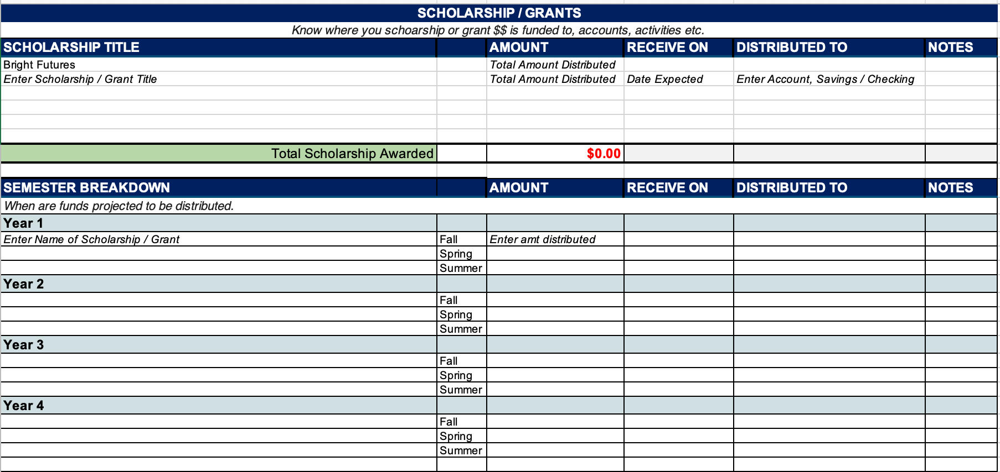 SCHOLARSHIP / GRANTS
Know where you schoarship or grant $$ is funded to, accounts, activities etc.
SCHOLARSHIP TITLE AMOUNT RECEIVE ON DISTRIBUTED TO NOTES
Bright Futures Total Amount Distributed
Enter Scholarship / Grant Title Total Amount Distributed Date Expected Enter Account, Savings / Checking
Total Scholarship Awarded $0.00
SEMESTER BREAKDOWN AMOUNT RECEIVE ON DISTRIBUTED TO NOTES
When are funds projected to be distributed.
Year 1
Enter Name of Scholarship / Grant Fall Enter amt distributed
Spring
Summer
Year 2
Fall
Spring
Summer
Year 3
Fall
Spring
Summer
Year 4
Fall
Spring
Summer